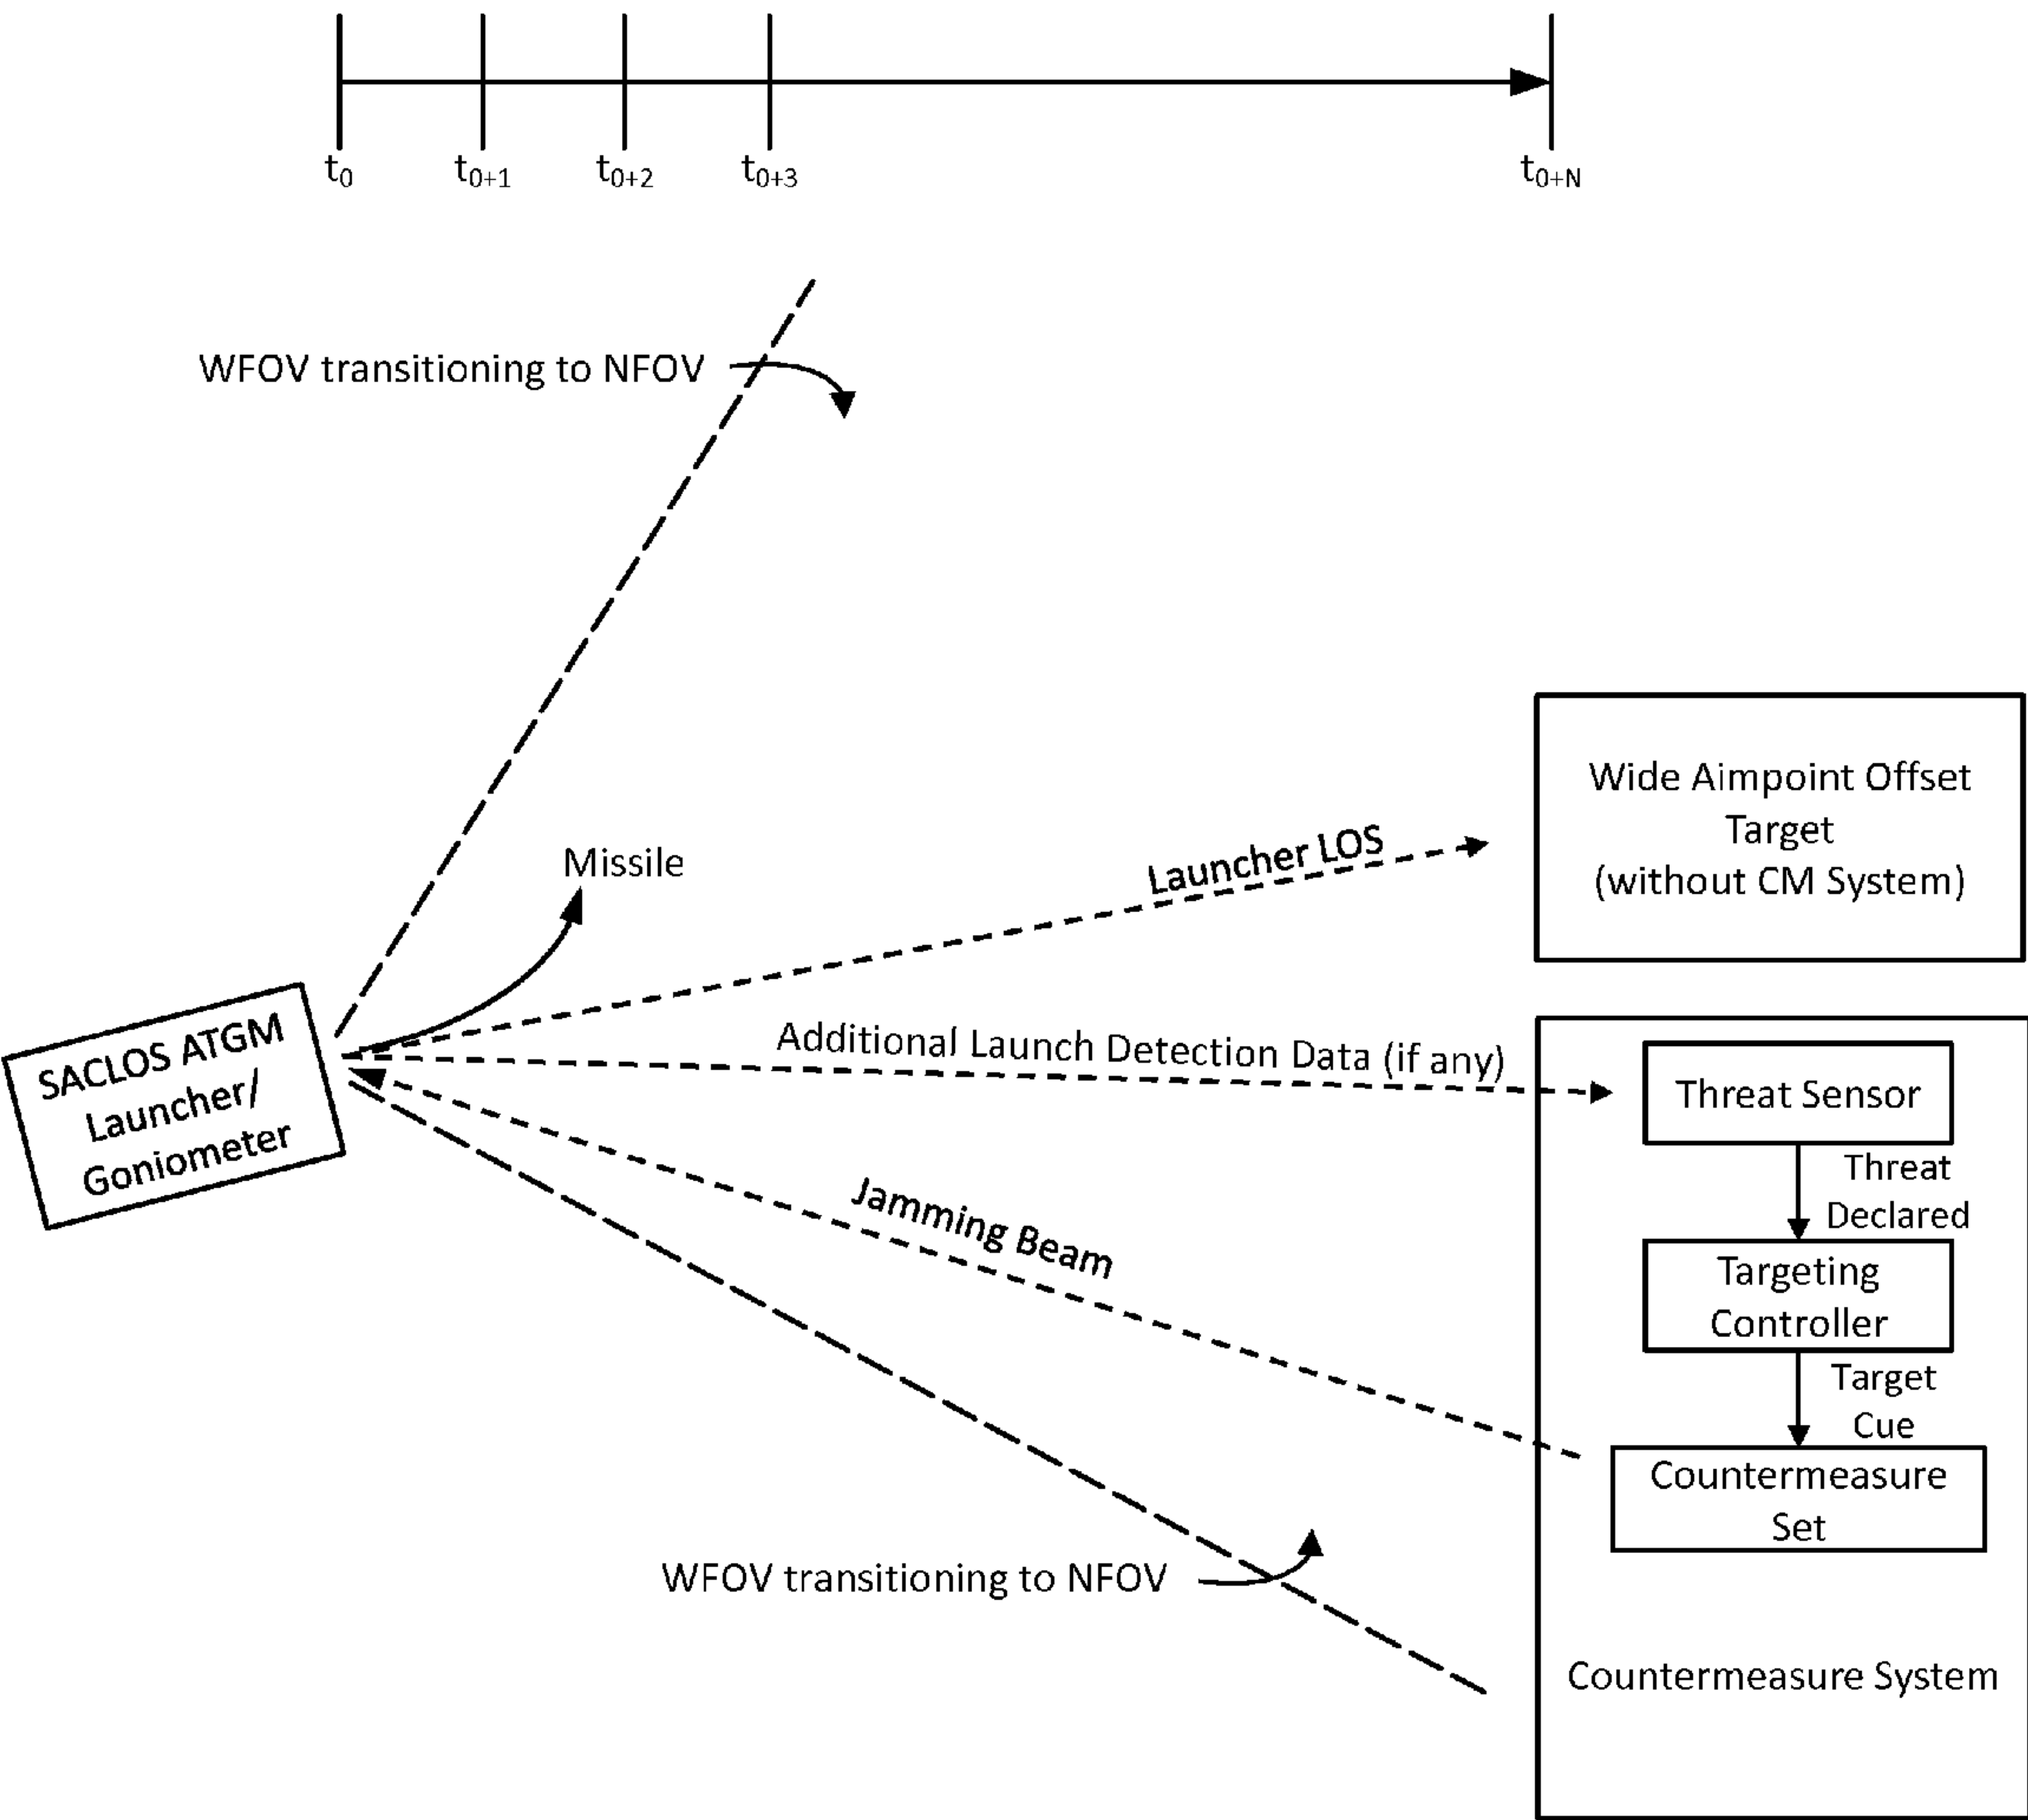 t0
t0+1
t0+2
t0+3
t0+N
WFOV transitioning to NFOV
Wide Aimpoint Offset
Target
(without CM System)
Launcher LOS
Missile
SACLOS ATGM
Launcher/
Goniometer
Additional Launch Detection Data (if any)
Threat Sensor
Threat
Declared
Jamming Beam
Targeting
Controller
Target
Cue
Countermeasure
Set
WFOV transitioning to NFOV
Countermeasure System